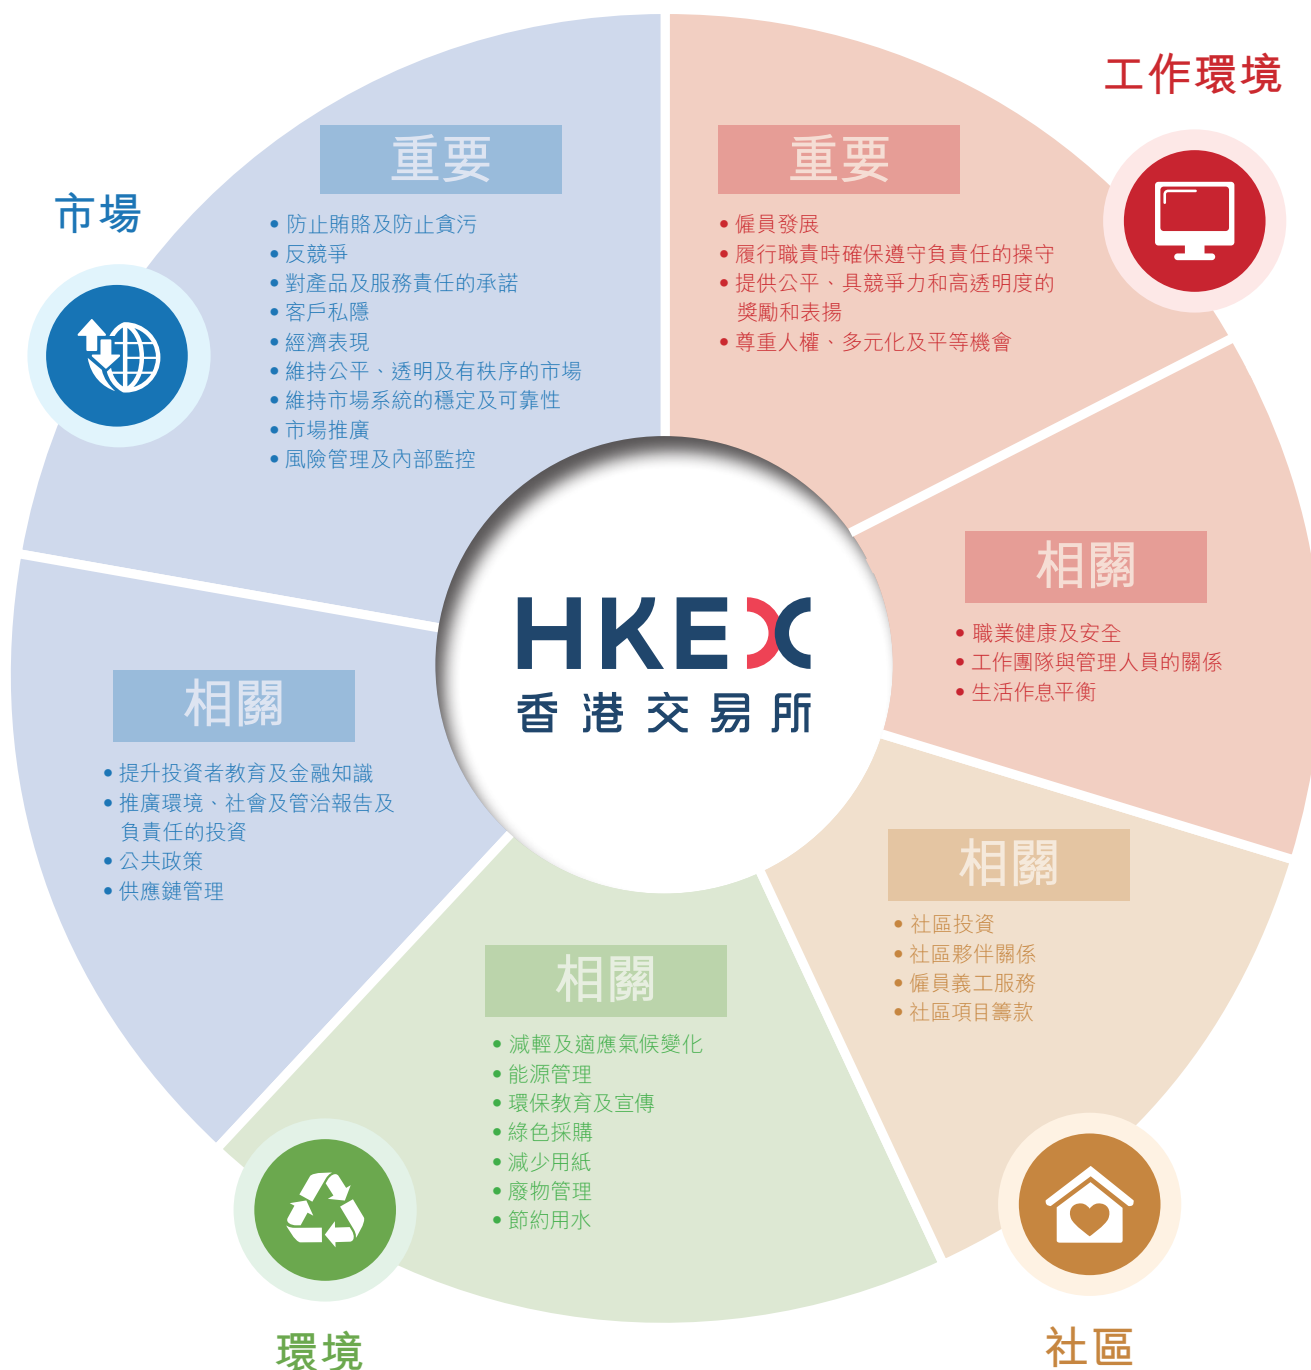 市場
重要
• 防止賄賂及防止貪污
• 反競爭
• 對產品及服務責任的承諾
• 客戶私隱
• 經濟表現
• 維持公平、透明及有秩序的市場
• 維持市場系統的穩定及可靠性
• 市場推廣
• 風險管理及內部監控
相關
• 提升投資者教育及金融知識
• 推廣環境、社會及管治報告及
負責任的投資
• 公共政策
• 供應鏈管理
工作環境
重要
• 僱員發展
• 履行職責時確保遵守負責任的操守
• 提供公平、具競爭力和高透明度的
獎勵和表揚
• 尊重人權、多元化及平等機會
相關
• 職業健康及安全
• 工作團隊與管理人員的關係
• 生活作息平衡
HKEX
香港交易所
相關
• 社區投資
• 社區夥伴關係
• 僱員義工服務
• 社區項目籌款
社區
相關
• 減輕及適應氣候變化
• 能源管理
• 環保教育及宣傳
• 綠色採購
• 減少用紙
• 廢物管理
• 節約用水
環境